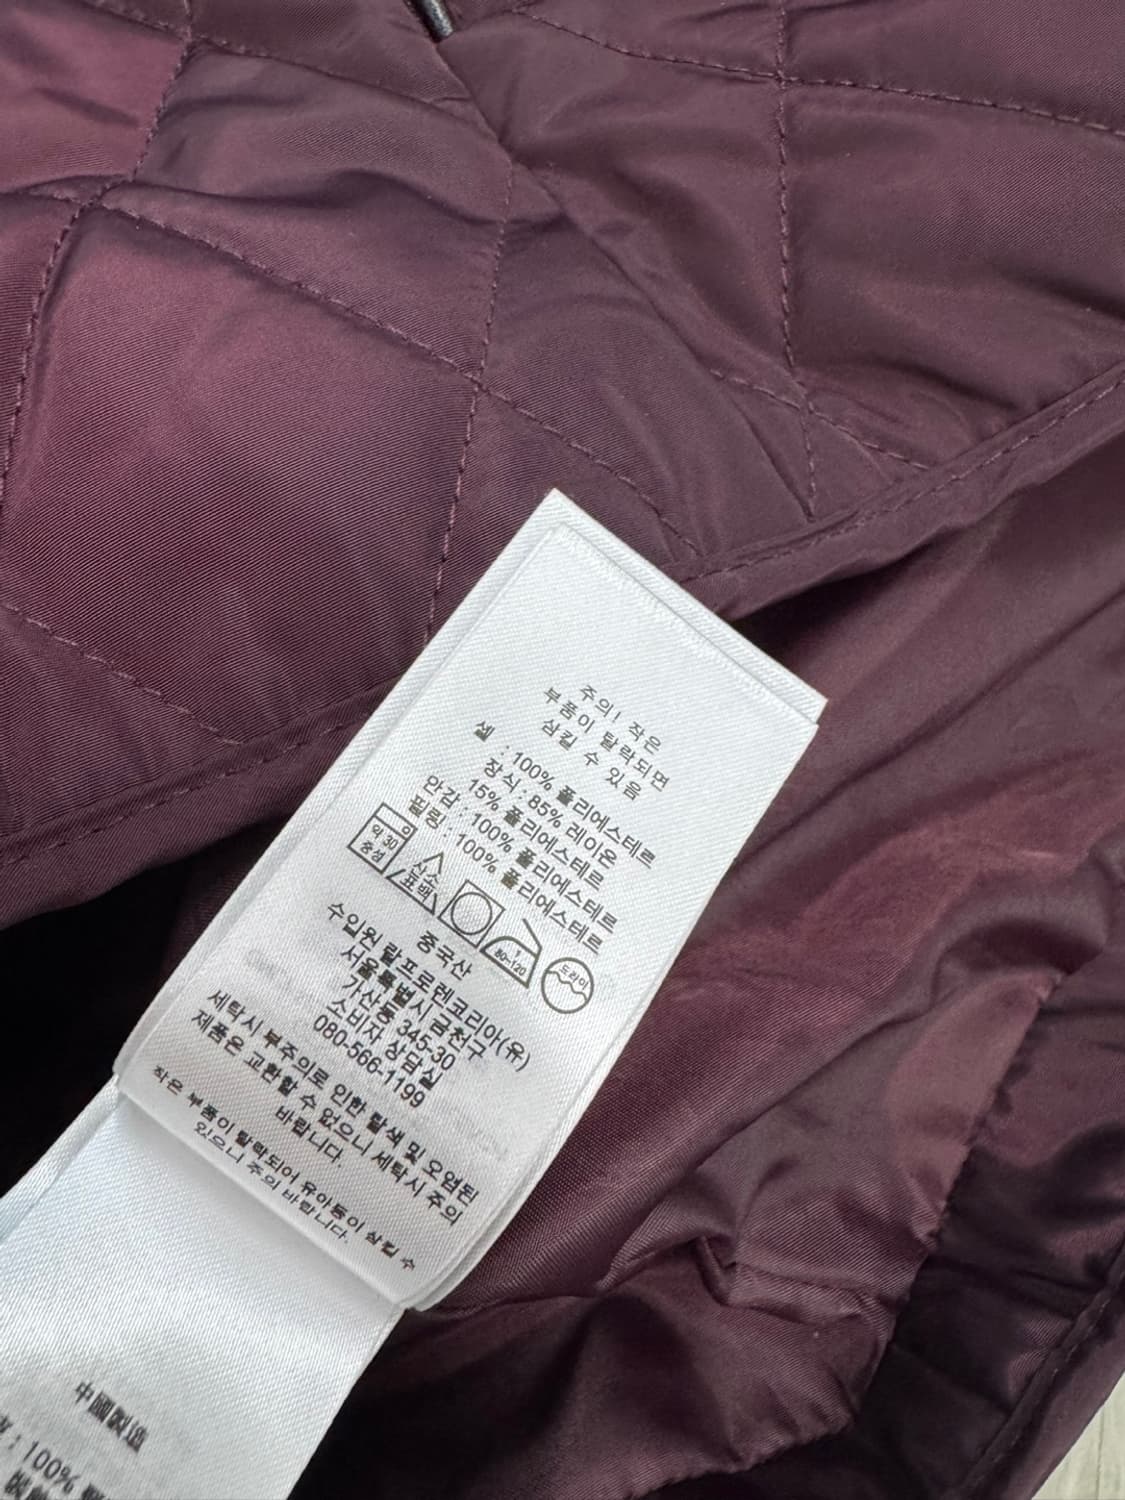 주의! 작은
부품이 탈락되면
삼킬 수 있음
셀 : 100% 폴리에스테르
장식 : 85% 레이온
15% 폴리에스테르
안감 : 100% 폴리에스테르
필링 : 100% 폴리에스테르
약 30
중성
산소
표백
80~120
드라이
중국산
수입원 랄프로렌코리아(유)
서울특별시 금천구
가산동 345-30
소비자 상담실
080-566-1199
세탁시 부주의로 인한 탈색 및 오염된
제품은 교환할 수 없으니 세탁시 주의
바랍니다.
작은 부품이 탈락되어 유아동이 삼킬 수
있으니 주의 바랍니다.
中國製造
: 100%